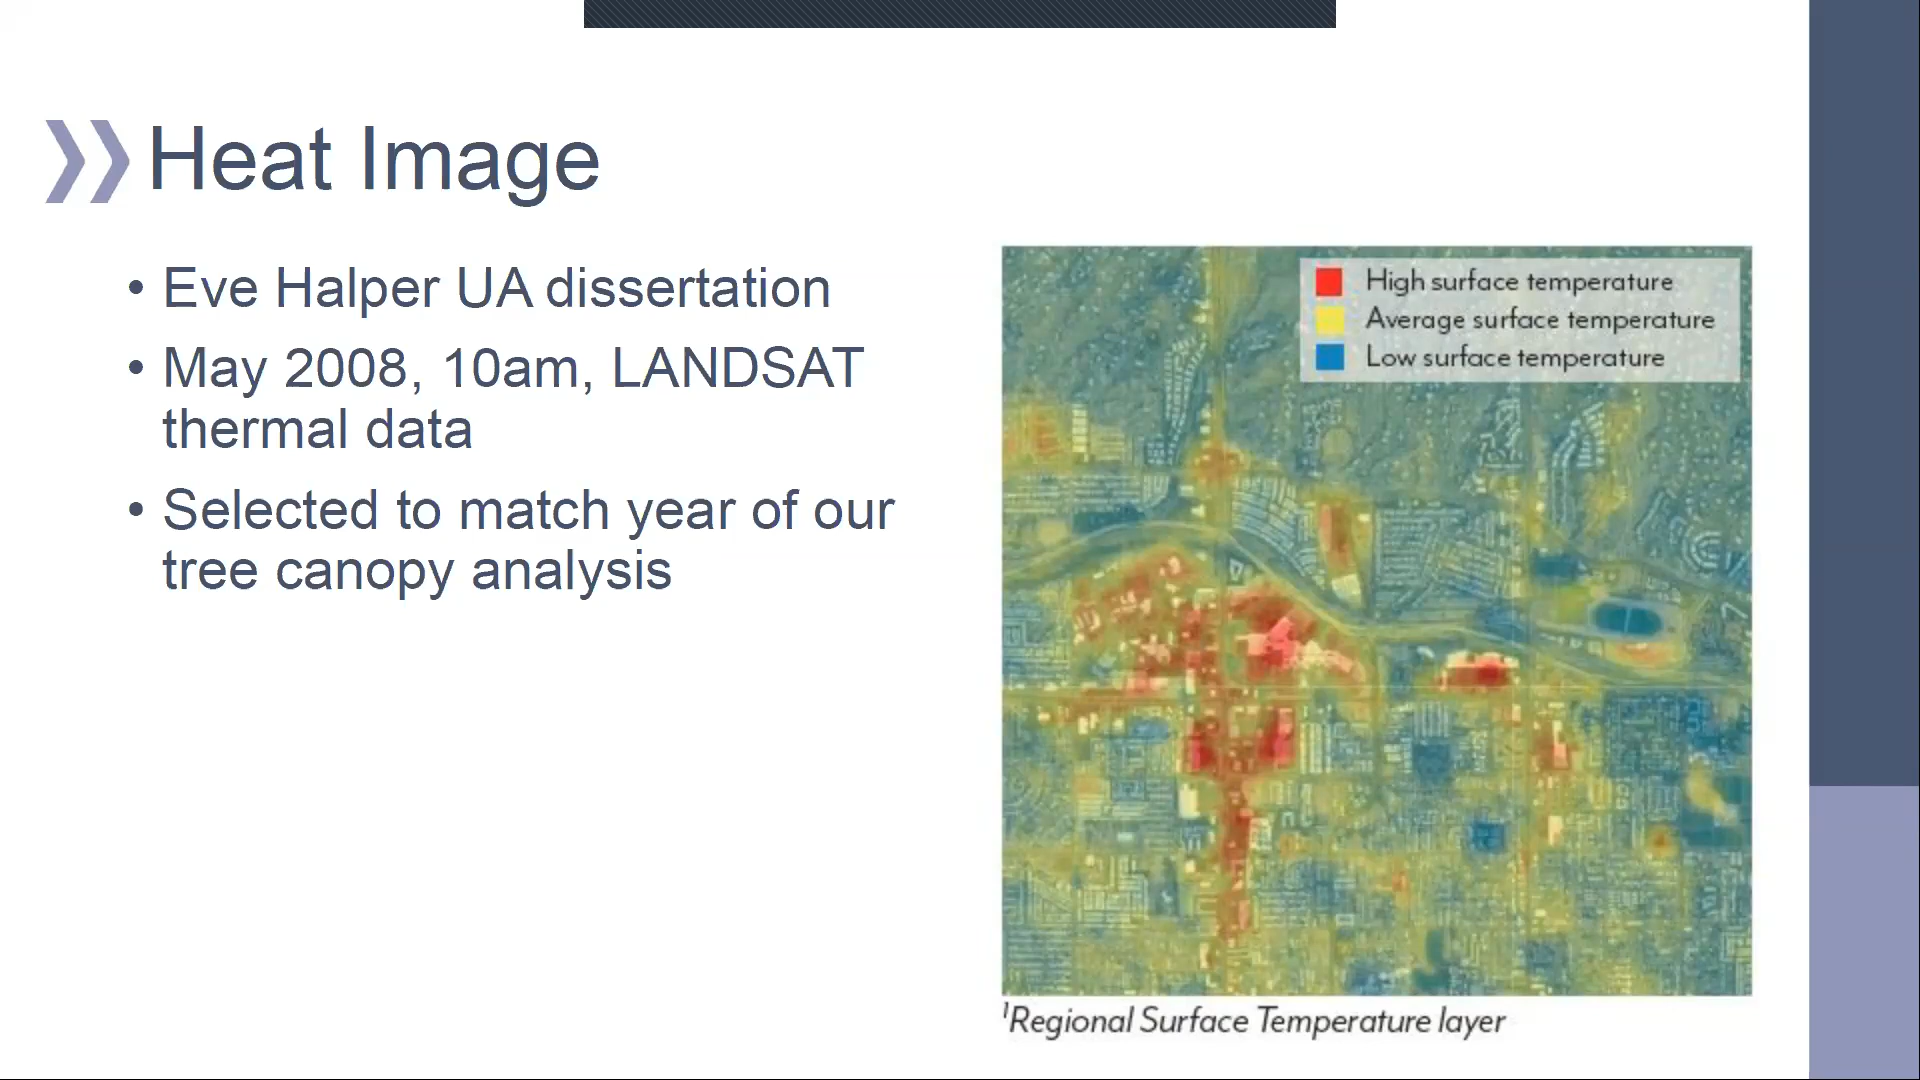 Heat Image
• Eve Halper UA dissertation
• May 2008, 10am, LANDSAT
thermal data
• Selected to match year of our
tree canopy analysis
High surface temperature
Average surface temperature
Low surface temperature
¹Regional Surface Temperature layer